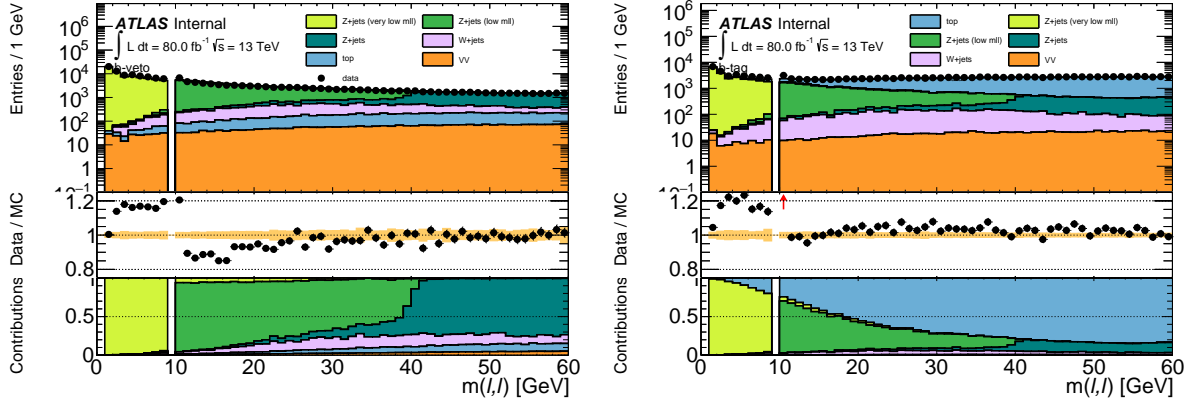 ATLAS Internal
∫ L dt = 80.0 fb⁻¹ √s = 13 TeV
b-veto
Z+jets (very low mll)
Z+jets (low mll)
Z+jets
W+jets
top
VV
data
Entries / 1 GeV
10⁶
10⁵
10⁴
10³
10²
10
1
10⁻¹
Data / MC
1.2
1
0.8
Contributions
0.5
0
0 10 20 30 40 50 60
m(l,l) [GeV]
ATLAS Internal
∫ L dt = 80.0 fb⁻¹ √s = 13 TeV
b-tag
top
Z+jets (very low mll)
Z+jets (low mll)
Z+jets
W+jets
VV
data
Entries / 1 GeV
10⁶
10⁵
10⁴
10³
10²
10
1
10⁻¹
Data / MC
1.2
1
0.8
Contributions
1
0.5
0
0 10 20 30 40 50 60
m(l,l) [GeV]